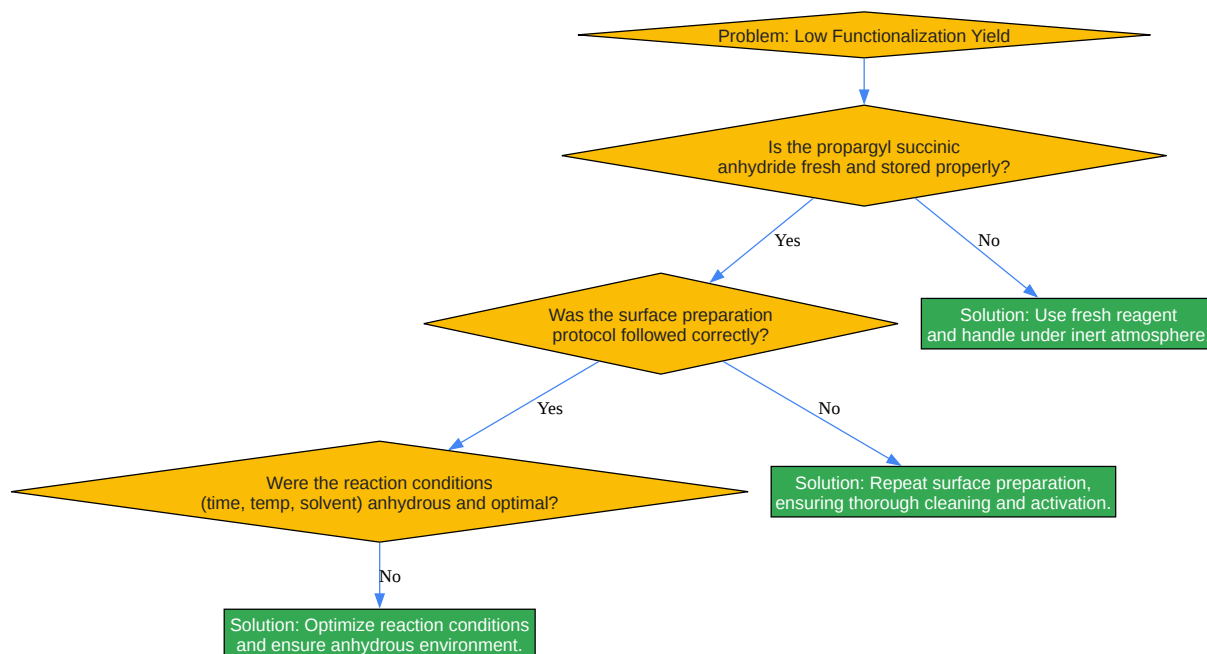 Problem: Low Functionalization Yield
Is the propargyl succinic
anhydride fresh and stored properly?
Yes
No
Was the surface preparation
protocol followed correctly?
Solution: Use fresh reagent
and handle under inert atmosphere.
Yes
No
Were the reaction conditions
(time, temp, solvent) anhydrous and optimal?
Solution: Repeat surface preparation,
ensuring thorough cleaning and activation.
No
Solution: Optimize reaction conditions
and ensure anhydrous environment.